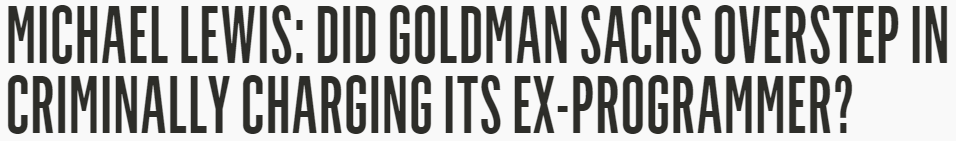 MICHAEL LEWIS: DID GOLDMAN SACHS OVERSTEP IN
CRIMINALLY CHARGING ITS EX-PROGRAMMER?